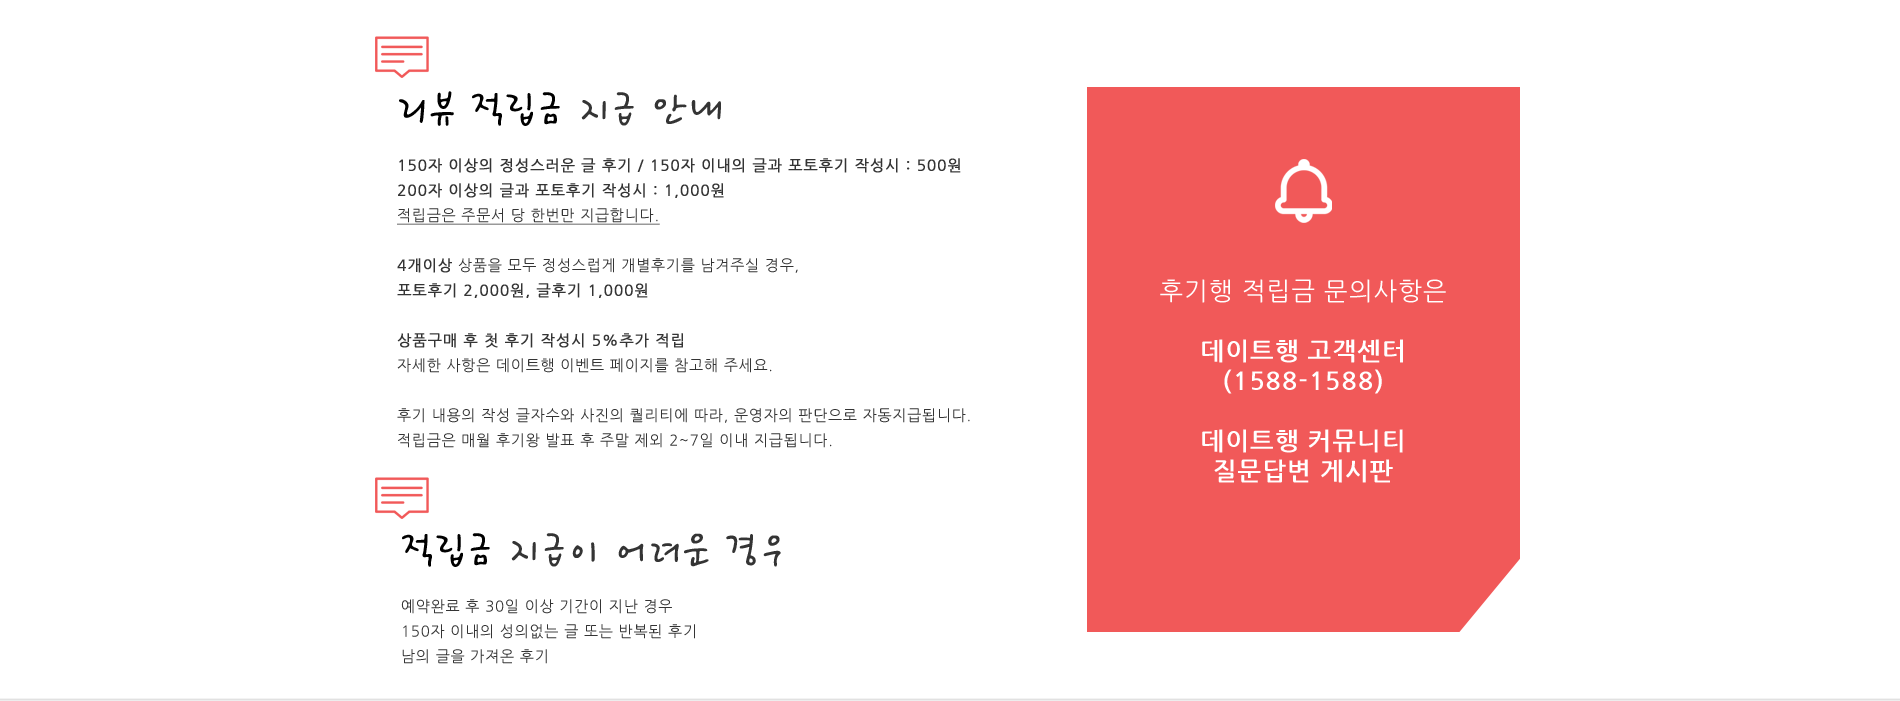 리뷰 적립금 지급 안내
150자 이상의 정성스러운 글 후기 / 150자 이내의 글과 포토후기 작성시 : 500원
200자 이상의 글과 포토후기 작성시 : 1,000원
적립금은 주문서 당 한번만 지급합니다.
4개이상 상품을 모두 정성스럽게 개별후기를 남겨주실 경우,
포토후기 2,000원, 글후기 1,000원
상품구매 후 첫 후기 작성시 5%추가 적립
자세한 사항은 데이트행 이벤트 페이지를 참고해 주세요.
후기 내용의 작성 글자수와 사진의 퀄리티에 따라, 운영자의 판단으로 자동지급됩니다.
적립금은 매월 후기왕 발표 후 주말 제외 2~7일 이내 지급됩니다.
적립금 지급이 어려운 경우
예약완료 후 30일 이상 기간이 지난 경우
150자 이내의 성의없는 글 또는 반복된 후기
남의 글을 가져온 후기
후기행 적립금 문의사항은
데이트행 고객센터
(1588-1588)
데이트행 커뮤니티
질문답변 게시판